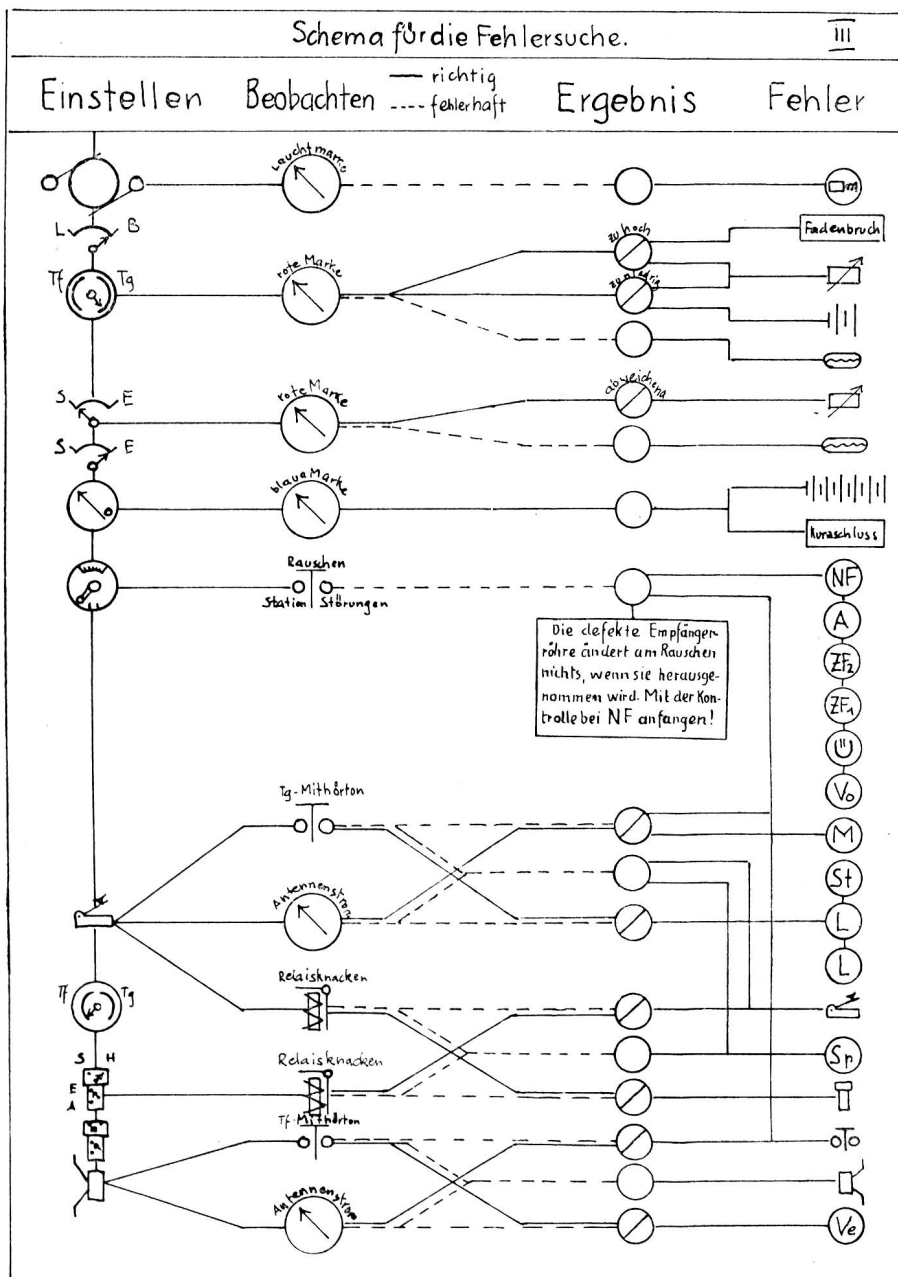 Schema für die Fehlersuche.
III
Einstellen
Beobachten
richtig
fehlerhaft
Ergebnis
Fehler
Leuchtmarke
L
B
zu hoch
Fadenbruch
Tf
Tg
rote Marke
zu niedrig
S
E
rote Marke
abweichend
S
E
blaue Marke
Kurzschluss
Rauschen
Station
Störungen
NF
A
Die defekte Empfänger-
röhre ändert am Rauschen
nichts, wenn sie herausge-
nommen wird. Mit der Kon-
trolle bei NF anfangen!
ZF2
ZF1
Ü
Vo
Tg-Mithörton
M
St
Antennenstrom
L
L
Relaisknacken
Tf
Tg
S
H
Relaisknacken
Sp
E
A
Tf-Mithörton
Antennenstrom
Ve